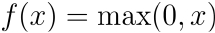 f(x) = max(0, x)